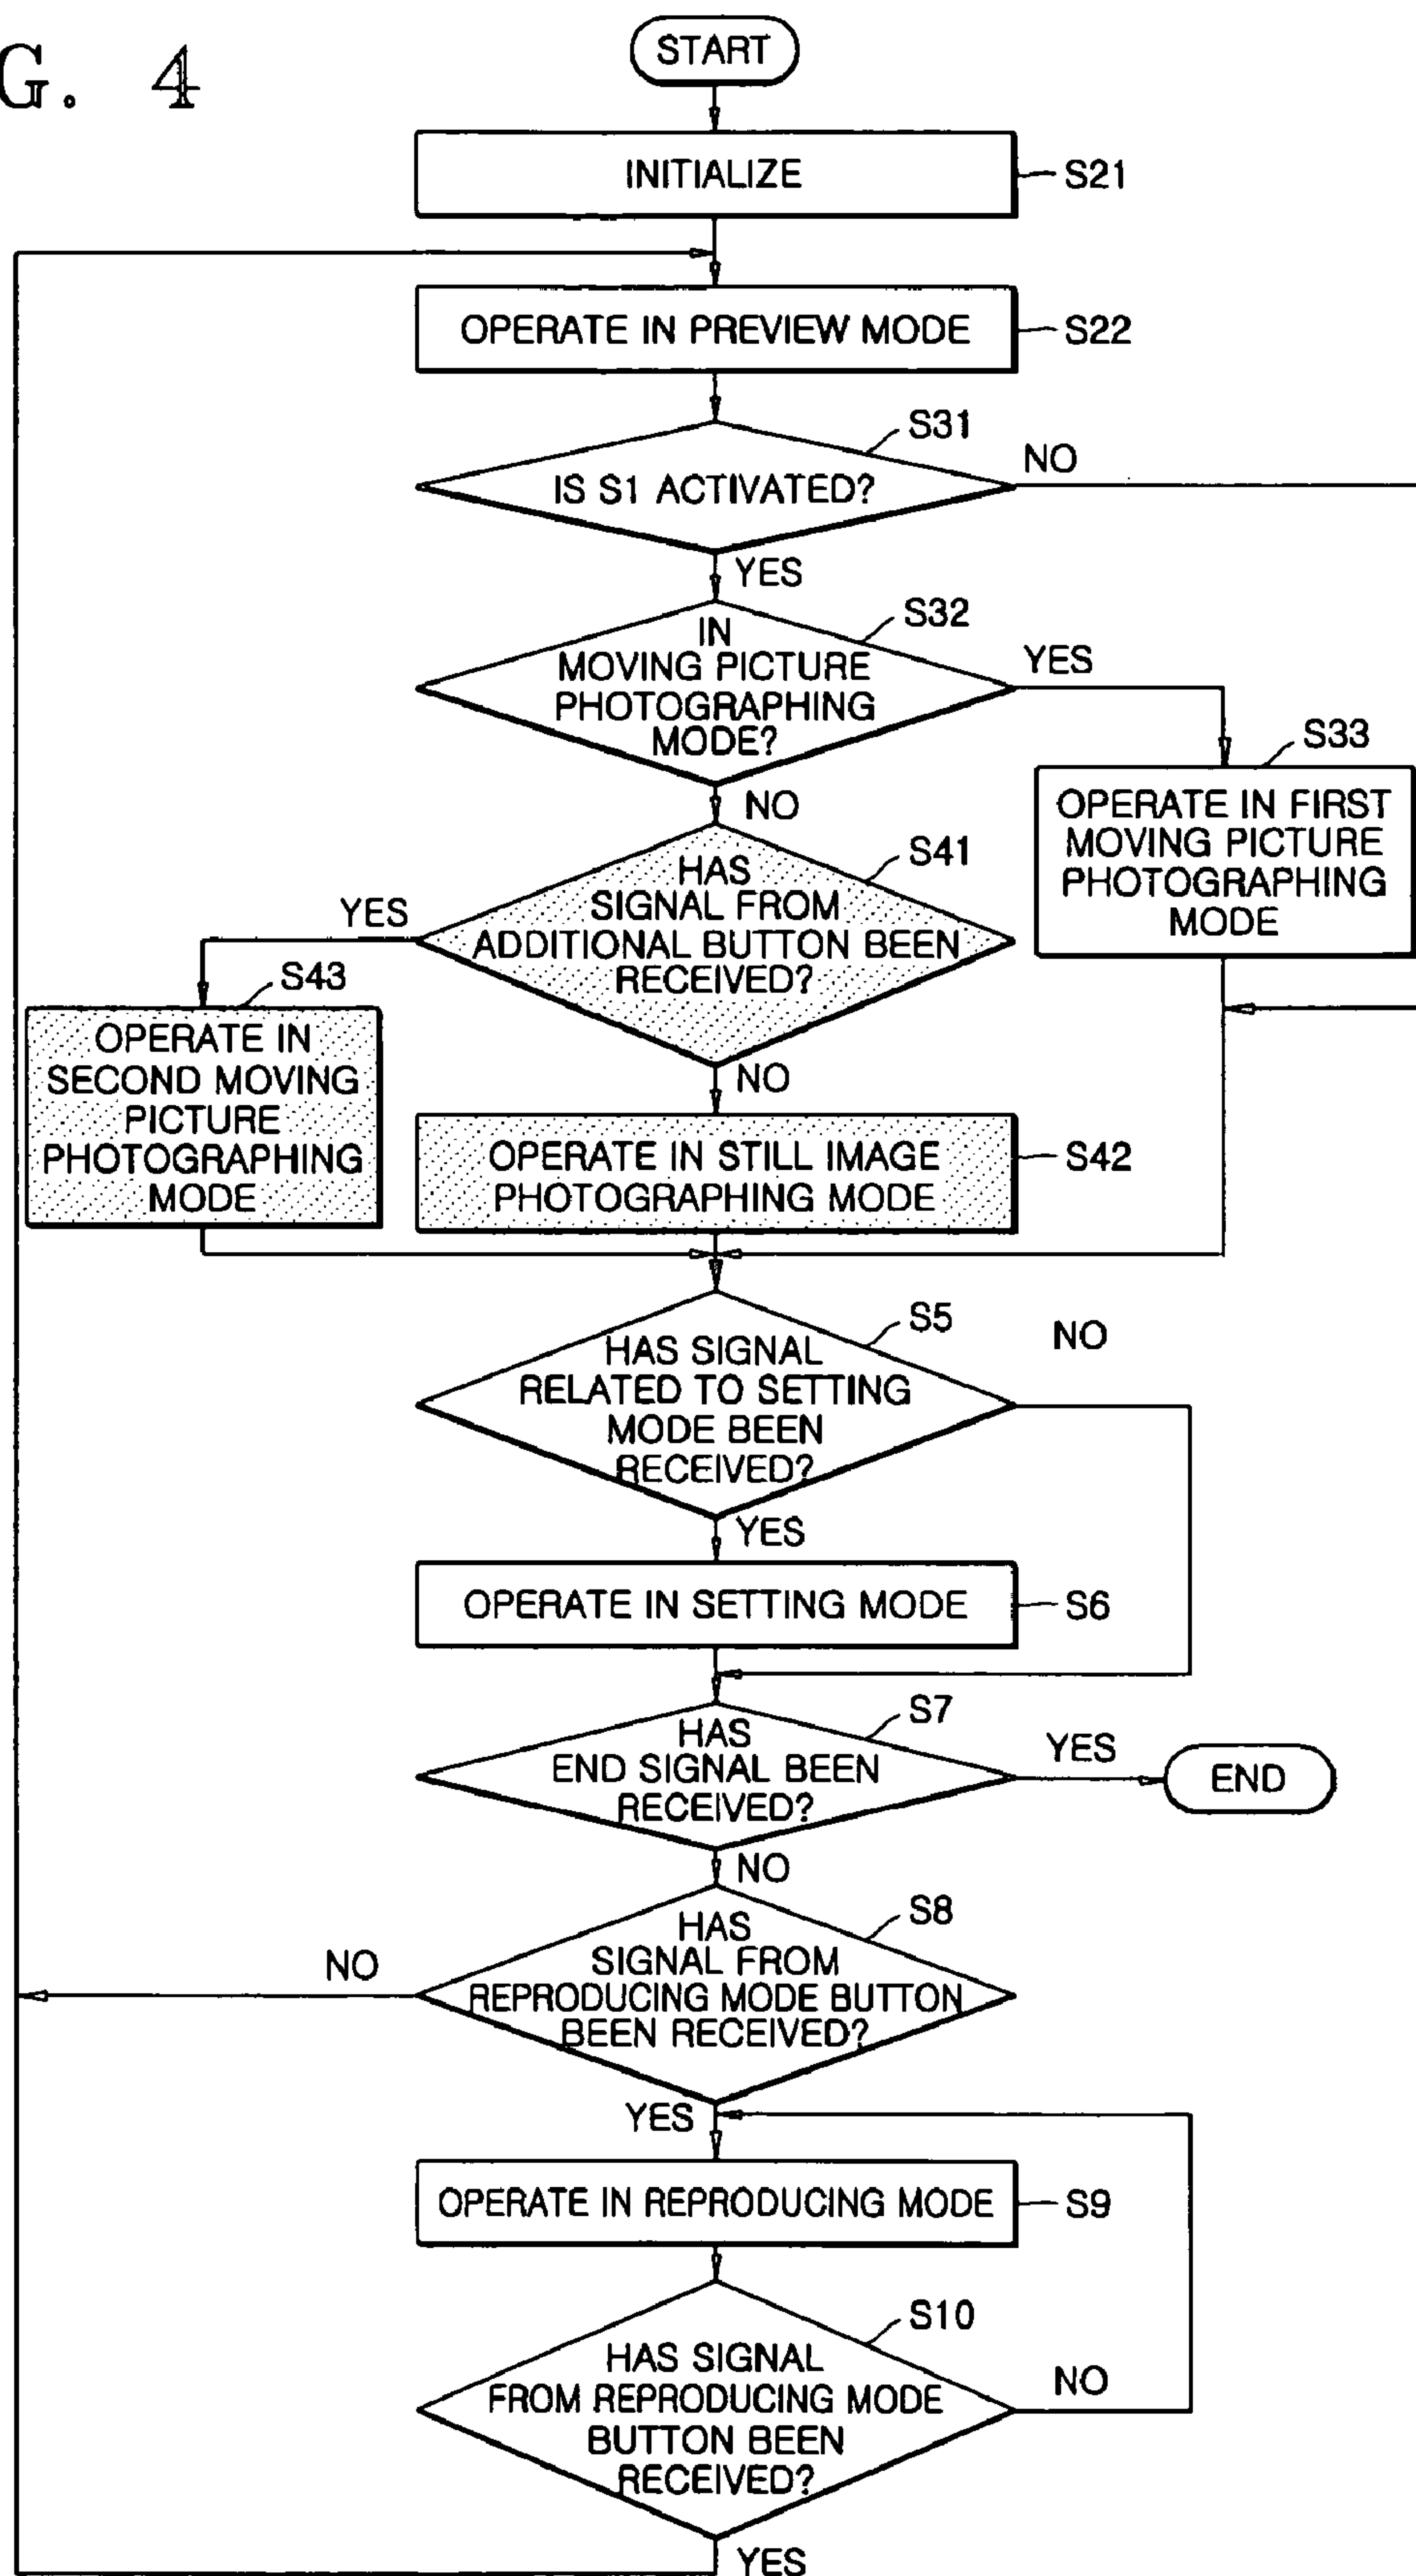 G. 4
START
INITIALIZE
S21
OPERATE IN PREVIEW MODE
S22
S31
IS S1 ACTIVATED?
NO
YES
S32
IN
MOVING PICTURE
PHOTOGRAPHING
MODE?
YES
NO
S33
OPERATE IN FIRST
MOVING PICTURE
PHOTOGRAPHING
MODE
S41
HAS
SIGNAL FROM
ADDITIONAL BUTTON BEEN
RECEIVED?
YES
NO
S43
OPERATE IN
SECOND MOVING
PICTURE
PHOTOGRAPHING
MODE
OPERATE IN STILL IMAGE
PHOTOGRAPHING MODE
S42
S5
HAS SIGNAL
RELATED TO SETTING
MODE BEEN
RECEIVED?
NO
YES
OPERATE IN SETTING MODE
S6
S7
HAS
END SIGNAL BEEN
RECEIVED?
YES
END
NO
S8
HAS
SIGNAL FROM
REPRODUCING MODE BUTTON
BEEN RECEIVED?
NO
YES
OPERATE IN REPRODUCING MODE
S9
S10
HAS SIGNAL
FROM REPRODUCING MODE
BUTTON BEEN
RECEIVED?
NO
YES